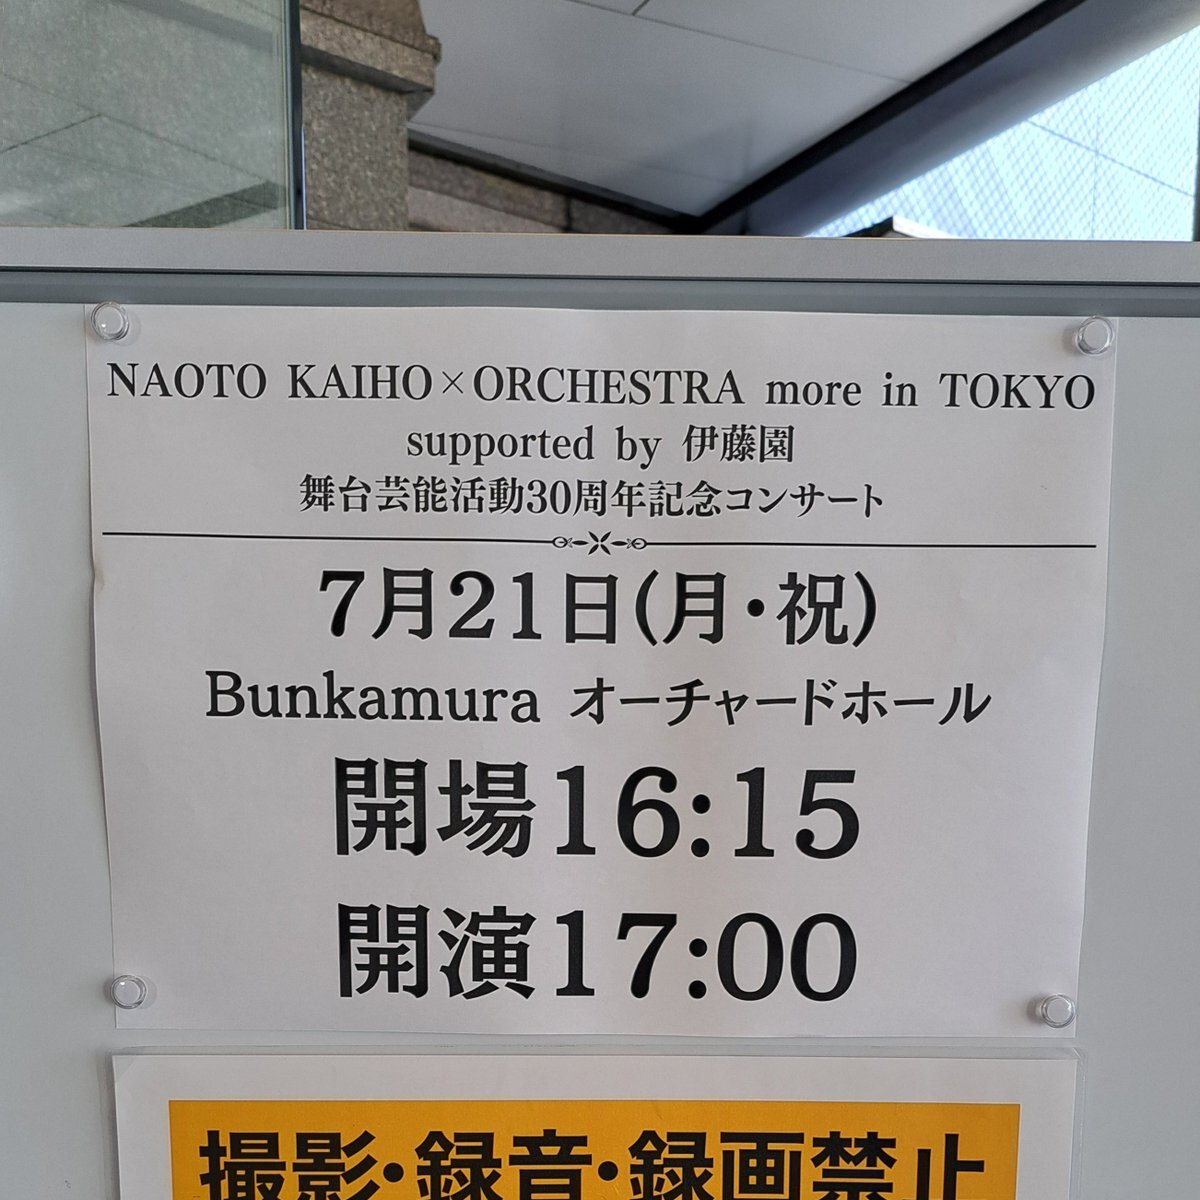 NAOTO KAIHO×ORCHESTRA more in TOKYO
supported by 伊藤園
舞台芸能活動30周年記念コンサート
7月21日(月・祝)
Bunkamura オーチャードホール
開場16:15
開演17:00
撮影・録音・録画禁止